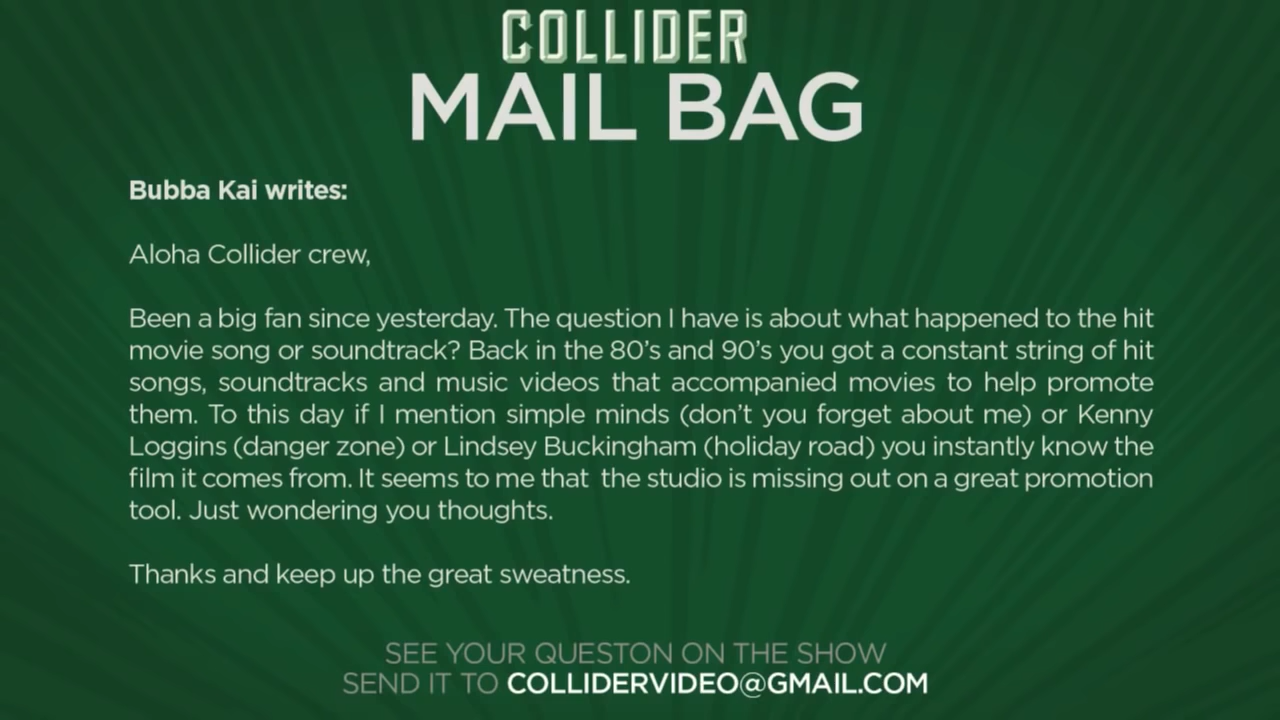 COLLIDER
MAIL BAG
Bubba Kai writes:
Aloha Collider crew,
Been a big fan since yesterday. The question I have is about what happened to the hit
movie song or soundtrack? Back in the 80's and 90's you got a constant string of hit
songs, soundtracks and music videos that accompanied movies to help promote
them. To this day if I mention simple minds (don't you forget about me) or Kenny
Loggins (danger zone) or Lindsey Buckingham (holiday road) you instantly know the
film it comes from. It seems to me that  the studio is missing out on a great promotion
tool. Just wondering you thoughts.
Thanks and keep up the great sweatness.
SEE YOUR QUESTON ON THE SHOW
SEND IT TO COLLIDERVIDEO@GMAIL.COM